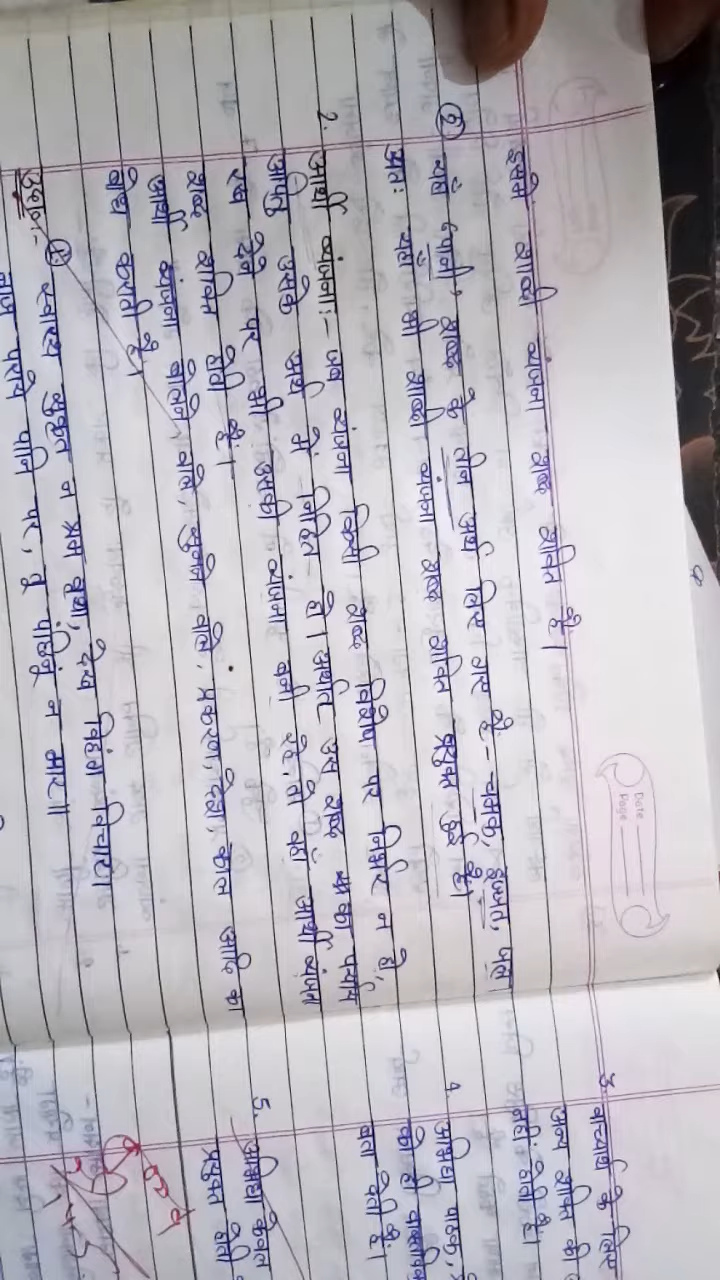 Date
Page
इसमें शाब्दी व्यंजना शब्द शक्ति है।
② यहाँ 'पानी' शब्द के तीन अर्थ लिए गए हैं - चमक, इज्जत, जल
अतः यहाँ भी शाब्दी व्यंजना शब्द शक्ति प्रयुक्त हुई है।
2. आर्थी व्यंजना:- जब व्यंजना किसी शब्द विशेष पर निर्भर न हो,
अपितु उसके अर्थ में निहित हो। अर्थात् उस शब्द का पर्याय
रख देने पर भी उसकी व्यंजना बनी रहे, तो वहाँ आर्थी व्यंजना
शब्द शक्ति होती है।
आर्थी व्यंजना बोलने वाले, सुनने वाले, प्रकरण, देश, काल आदि का
बोध कराती है।
उदा०- ① स्वारथ सुकृत न श्रम वृथा, देख विहंग विचार।
बाज पराये पानि पर, तू पंछिनु न मार॥
3. वाच्यार्थ के लिए
अन्य शक्ति की
नहीं होती है।
4. अभिधा
को ही
बता देती है।
5. अभिधा केवल
प्रयुक्त होती